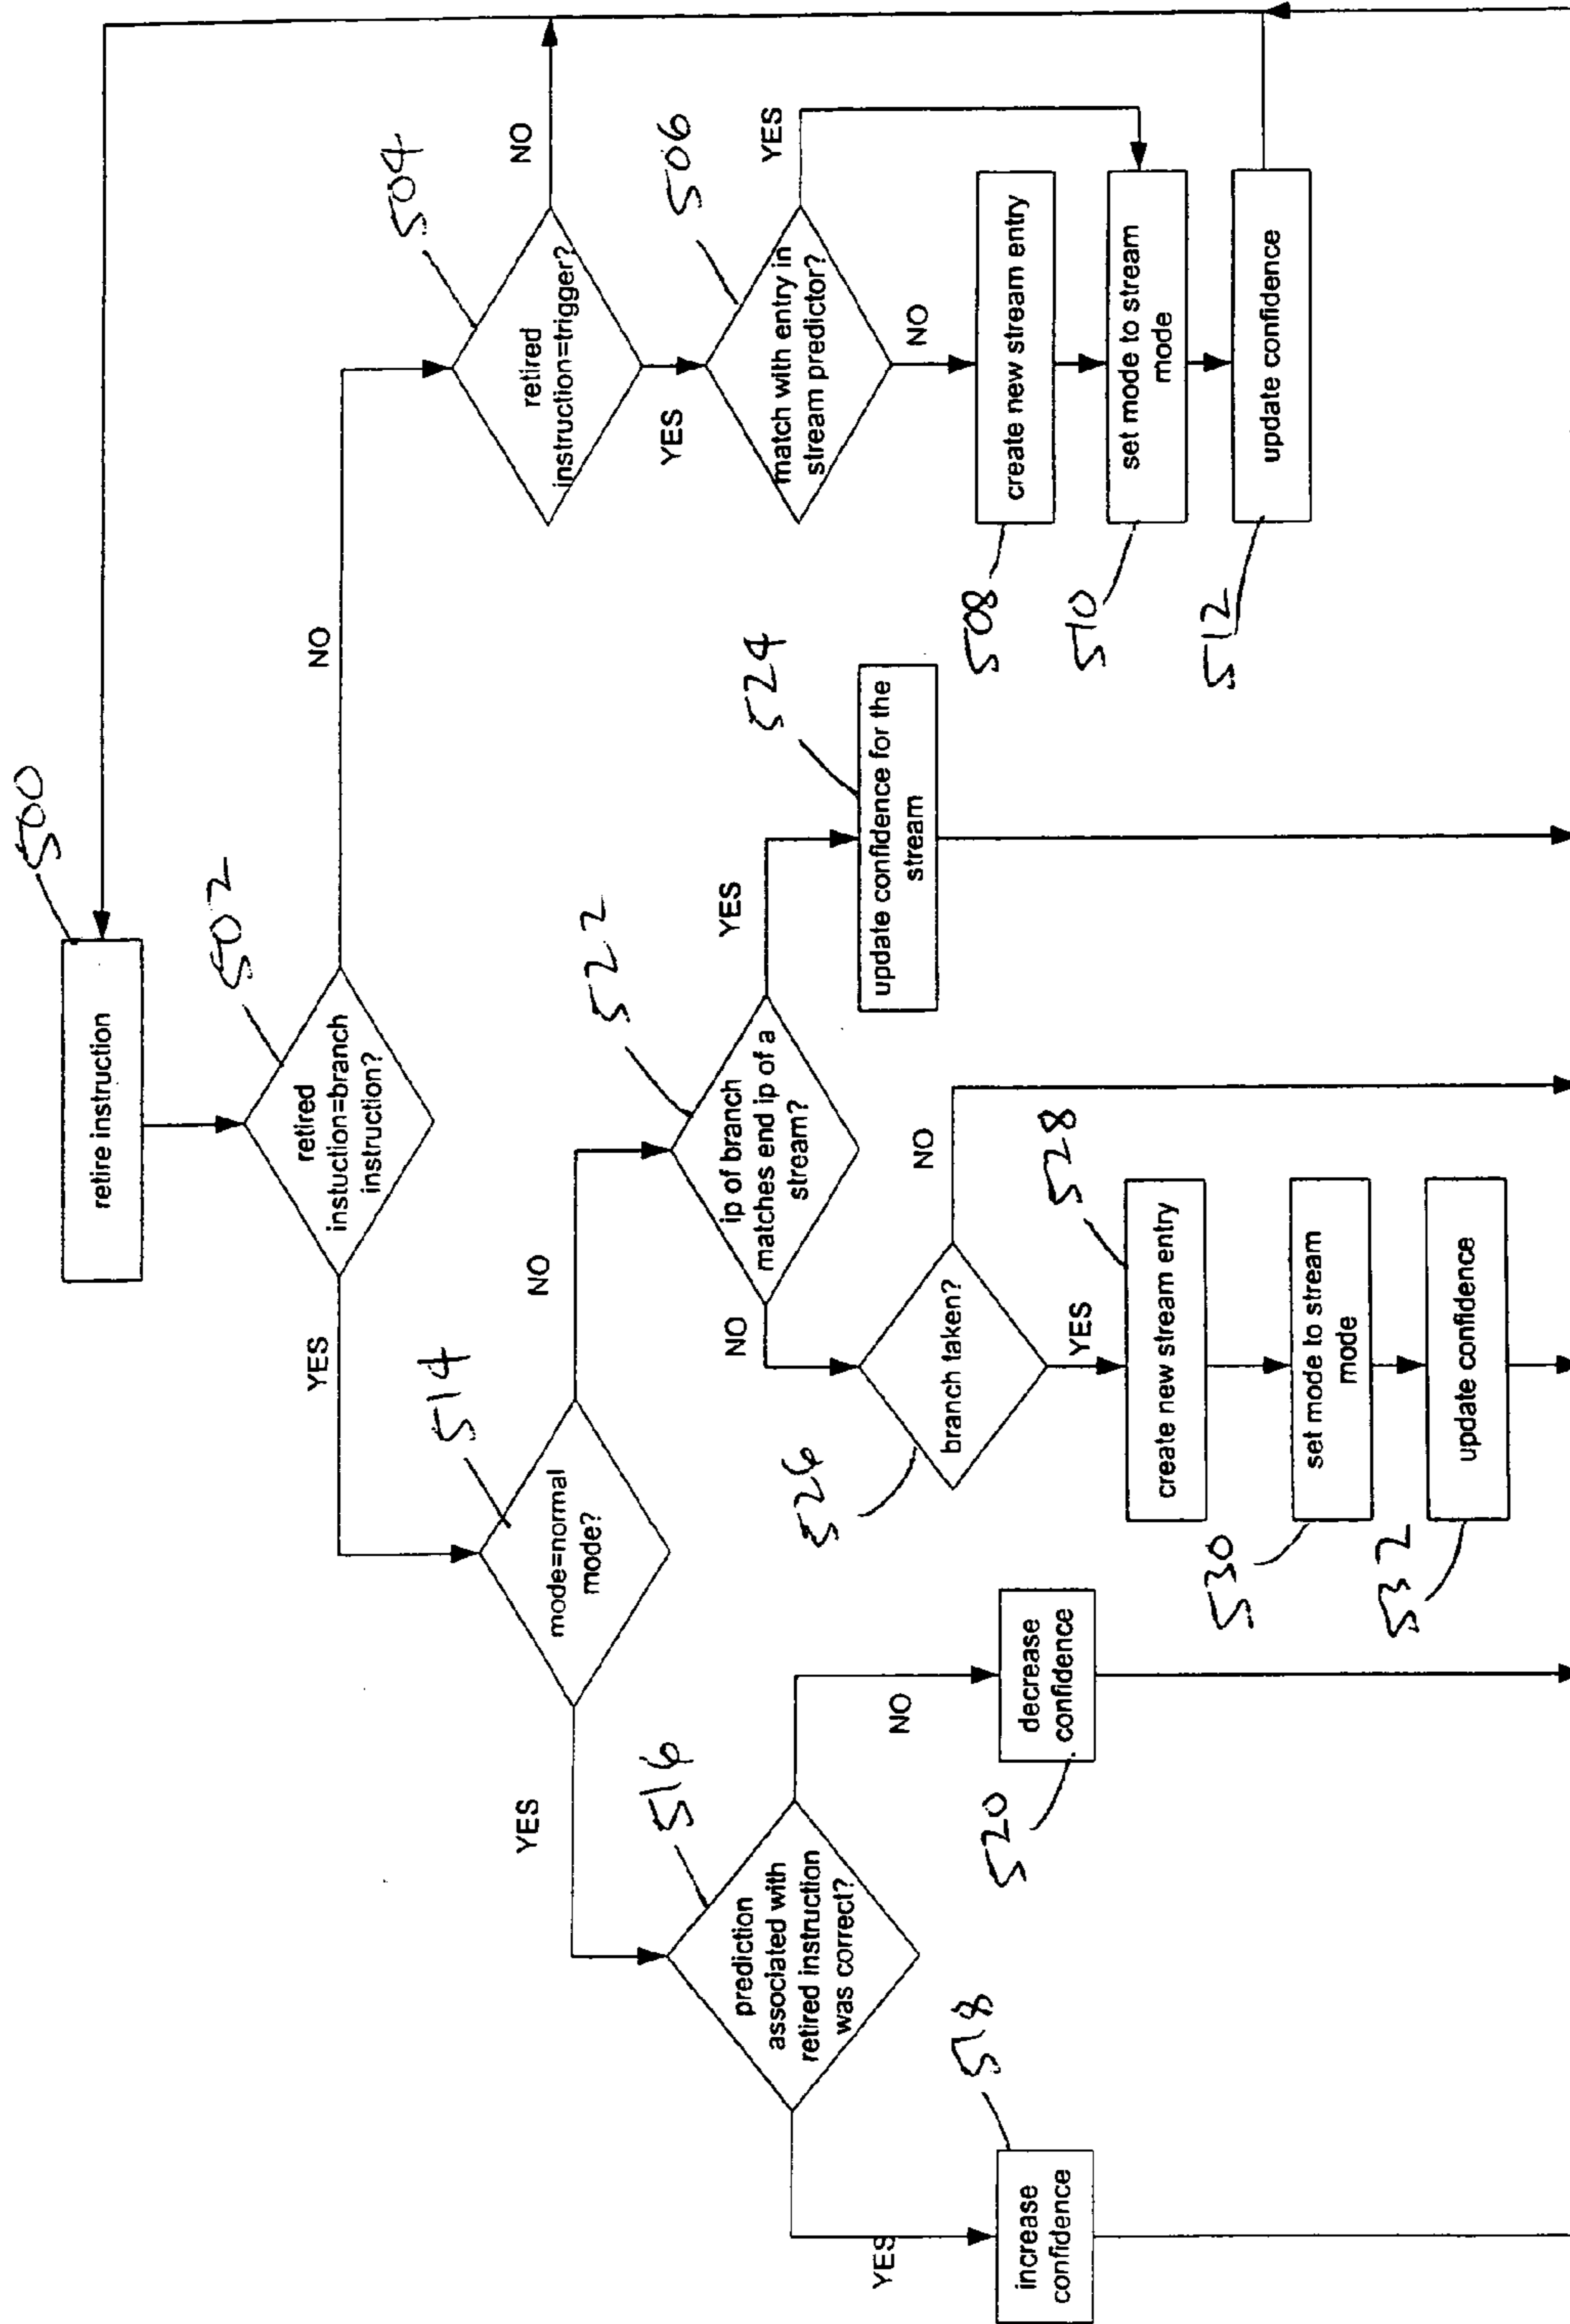 500
retire instruction
502
retired
instuction=branch
instruction?
YES
NO
514
mode=normal
mode?
YES
NO
504
retired
instruction=trigger?
NO
YES
516
prediction
associated with
retired instruction
was correct?
YES
NO
522
ip of branch
matches end ip of a
stream?
NO
YES
506
match with entry in
stream predictor?
YES
NO
518
increase
confidence
520
decrease
confidence
526
branch taken?
NO
YES
524
update confidence for the
stream
508
create new stream entry
510
set mode to stream
mode
512
update confidence
528
create new stream entry
530
set mode to stream
mode
532
update confidence